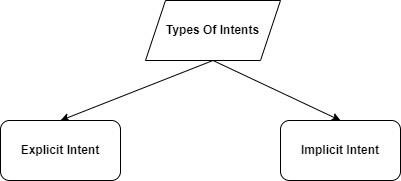 Types Of Intents
Explicit Intent
Implicit Intent